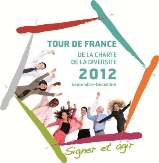 TOUR DE FRANCE
DE LA CHARTE
DE LA DIVERSITÉ
2012
Septembre-Décembre
Signer et agir